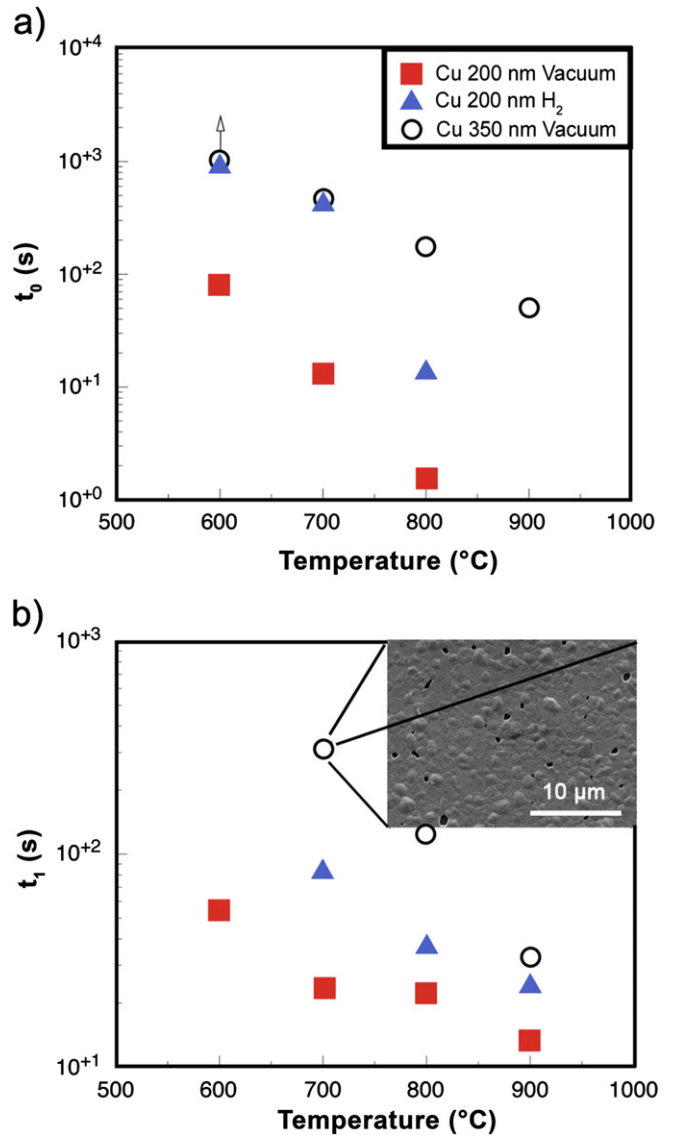 a)
10⁺⁴
10⁺³
10⁺²
10⁺¹
10⁺⁰
t₀ (s)
Cu 200 nm Vacuum
Cu 200 nm H₂
Cu 350 nm Vacuum
500 600 700 800 900 1000
Temperature (°C)
b)
10⁺³
10⁺²
10⁺¹
t₁ (s)
10 µm
500 600 700 800 900 1000
Temperature (°C)